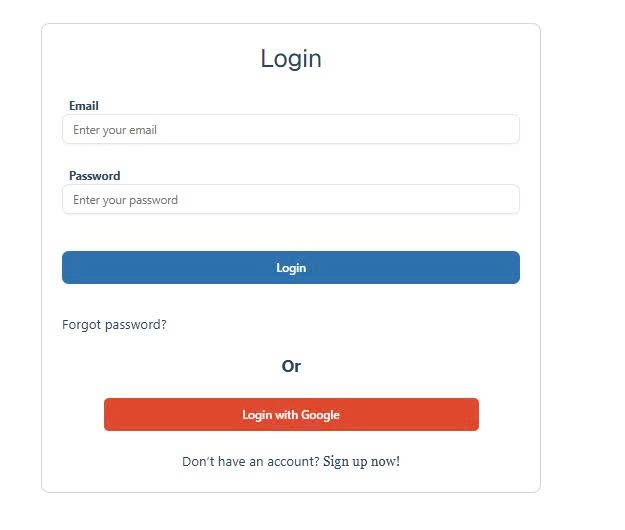 Login
Email
Enter your email
Password
Enter your password
Login
Forgot password?
Or
Login with Google
Don't have an account? Sign up now!